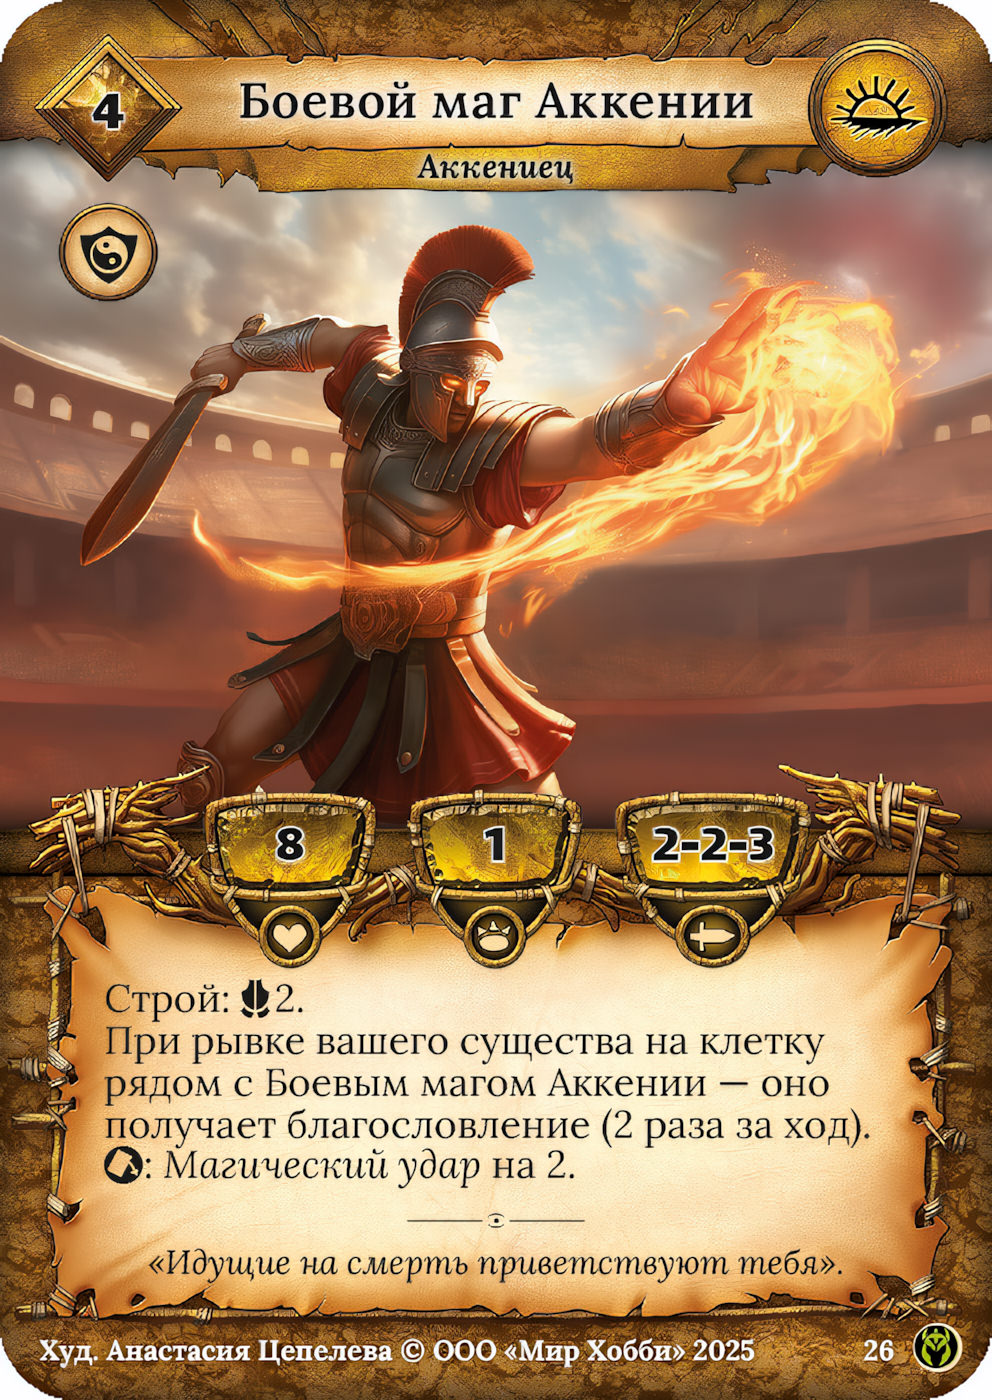 4
Боевой маг Аккении
Аккениец
8
1
2-2-3
Строй: 2.
При рывке вашего существа на клетку
рядом с Боевым магом Аккении — оно
получает благословление (2 раза за ход).
: Магический удар на 2.
«Идущие на смерть приветствуют тебя».
Худ. Анастасия Цепелева © ООО «Мир Хобби» 2025
26